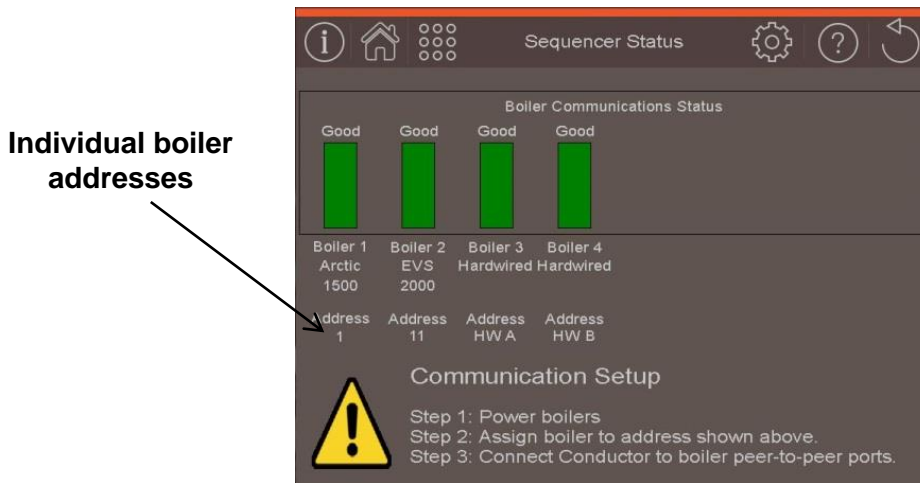 Individual boiler
addresses
i
Sequencer Status
?
Boiler Communications Status
Good Good Good Good
Boiler 1 Boiler 2 Boiler 3 Boiler 4
Arctic EVS Hardwired Hardwired
1500 2000
Address Address Address Address
1 11 HW A HW B
Communication Setup
Step 1: Power boilers
Step 2: Assign boiler to address shown above.
Step 3: Connect Conductor to boiler peer-to-peer ports.